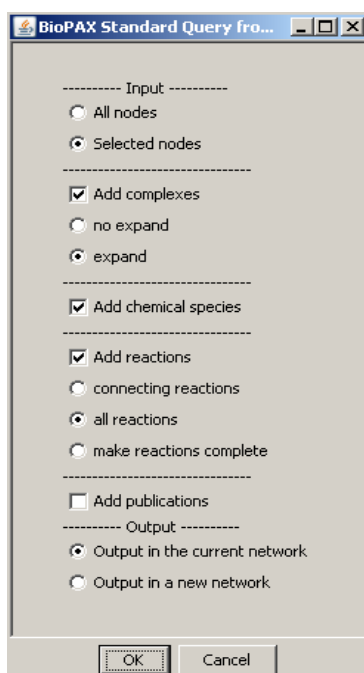 BioPAX Standard Query fro...
---------- Input ----------
All nodes
Selected nodes
------------------------------
Add complexes
no expand
expand
------------------------------
Add chemical species
------------------------------
Add reactions
connecting reactions
all reactions
make reactions complete
------------------------------
Add publications
---------- Output ----------
Output in the current network
Output in a new network
OK Cancel